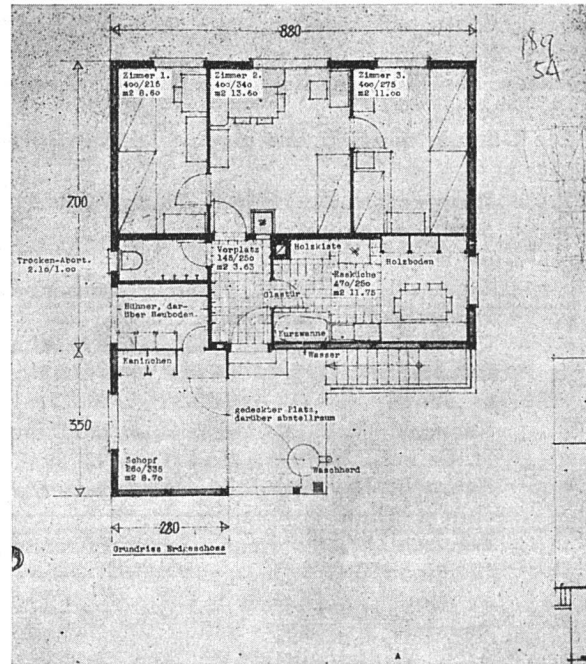 880
189
54
Zimmer 1.
400/215
m2 8.60
Zimmer 2.
400/340
m2 13.60
Zimmer 3.
400/275
m2 11.00
700
Trocken-Abort.
2.10/1.00
Vorplatz
145/250
m2 3.63
Holzkiste
Holzboden
Essküche
470/250
m2 11.75
Glastür
Hühner, dar-
über Heuboden.
Kurzwanne
Wasser
Kaninchen
350
gedeckter Platz,
darüber abstellraum
Schopf
260/335
m2 8.70
Waschherd
280
Grundriss Erdgeschoss
A